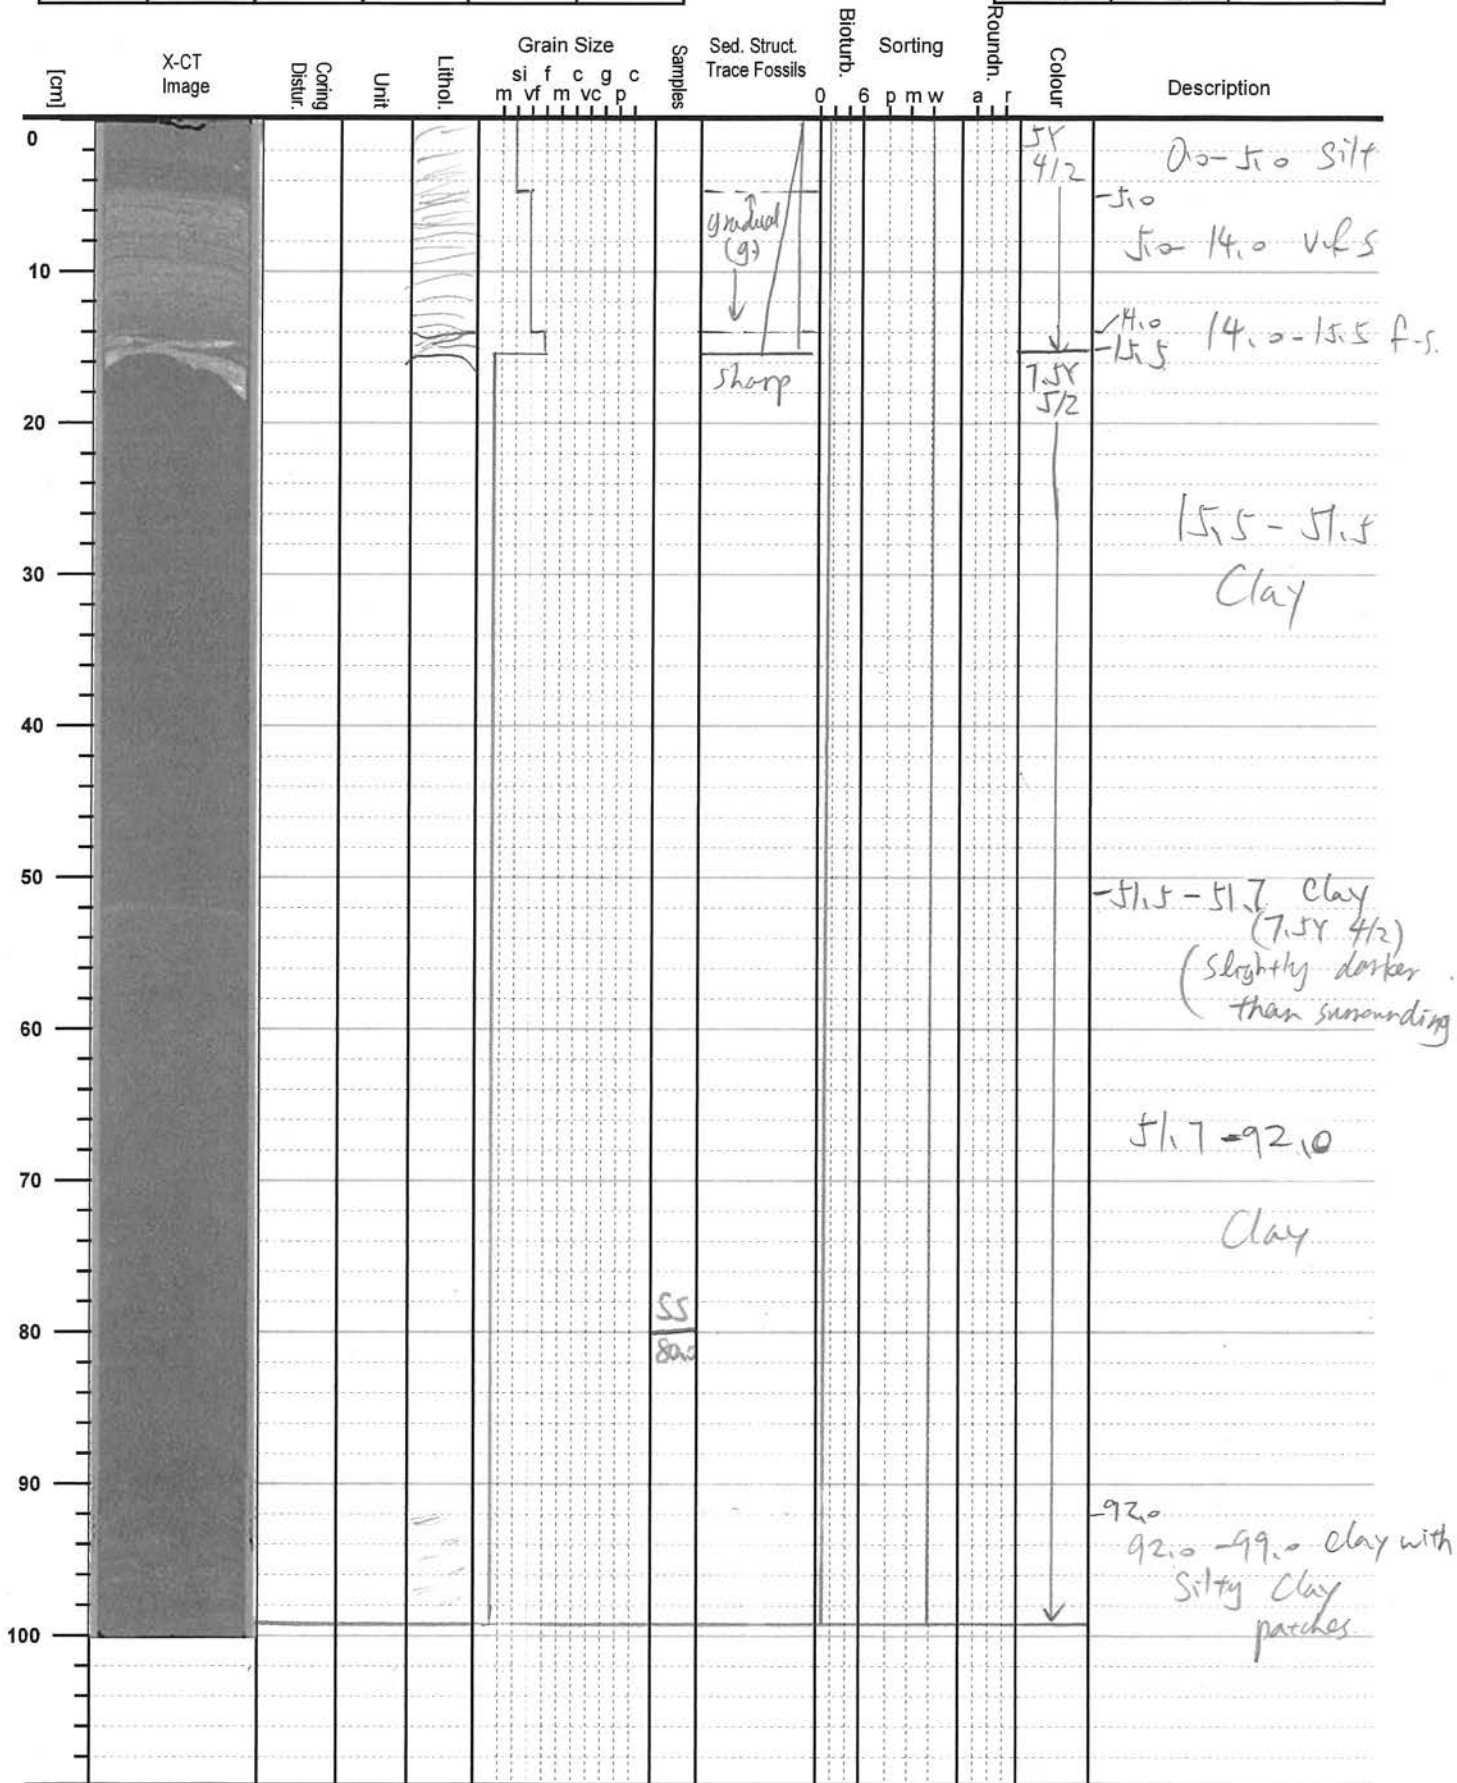 [cm]
X-CT
Image
Coring
Distur.
Unit
Lithol.
Grain Size
si f c g c
m vf m vc p
Samples
Sed. Struct.
Trace Fossils
Bioturb.
0 6
Sorting
p m w
Roundn.
a r
Colour
Description
0
5Y
4/2
0.0-5.0 Silt
-5.0
gradual
(g.)
5.0-14.0 v.f.s
10
14.0
14.0-15.5 f.s.
-15.5
sharp
7.5Y
5/2
20
15.5-51.5
Clay
30
40
50
-51.5-51.7 Clay
(7.5Y 4/2)
(Slightly darker
than surrounding
60
51.7-92.0
70
Clay
SS
80
80.0
90
-92.0
92.0-99.0 clay with
Silty Clay
patches.
100